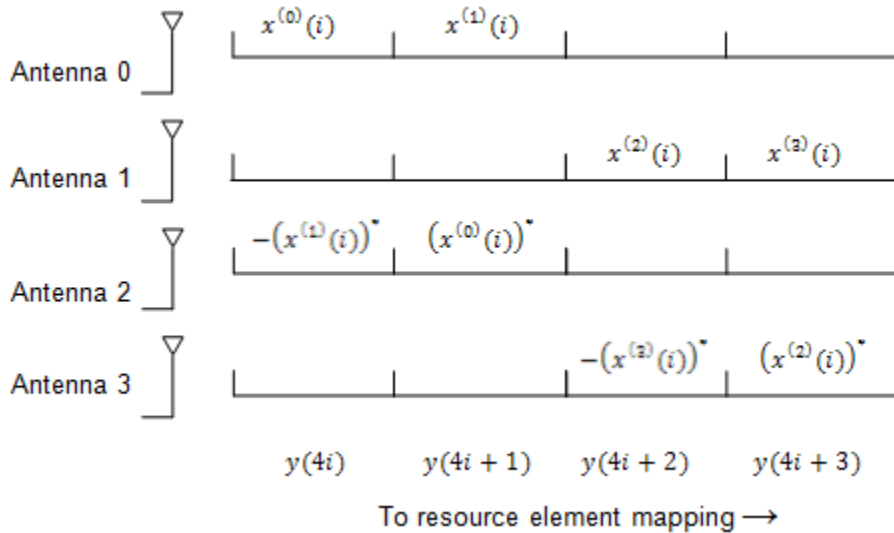 x⁽⁰⁾(i) x⁽¹⁾(i)
Antenna 0
x⁽²⁾(i) x⁽³⁾(i)
Antenna 1
−(x⁽¹⁾(i))* (x⁽⁰⁾(i))*
Antenna 2
−(x⁽³⁾(i))* (x⁽²⁾(i))*
Antenna 3
y(4i) y(4i + 1) y(4i + 2) y(4i + 3)
To resource element mapping →